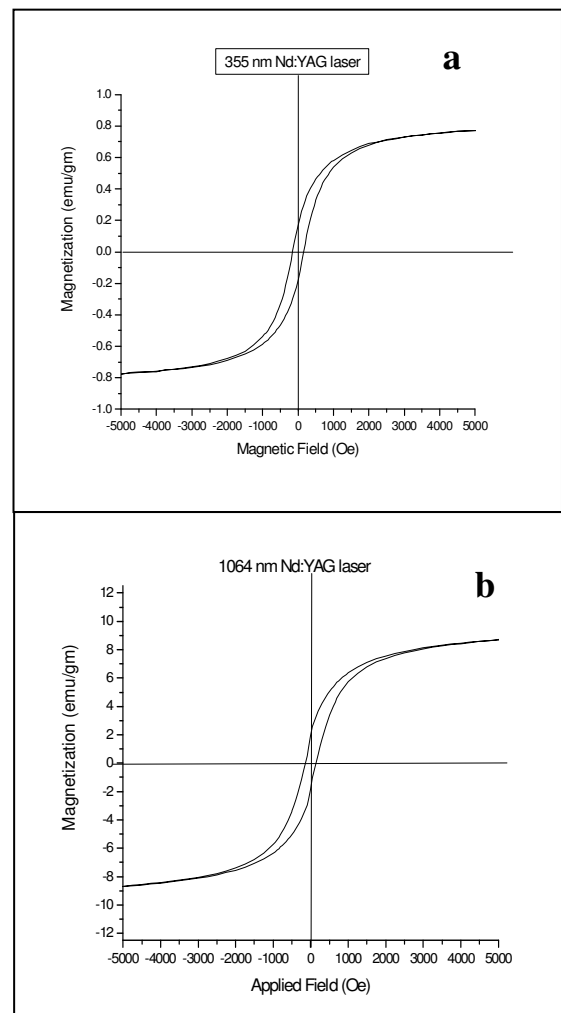 355 nm Nd:YAG laser
a
1.0
0.8
0.6
0.4
0.2
0.0
-0.2
-0.4
-0.6
-0.8
-1.0
Magnetization (emu/gm)
-5000 -4000 -3000 -2000 -1000 0 1000 2000 3000 4000 5000
Magnetic Field (Oe)
1064 nm Nd:YAG laser
b
12
10
8
6
4
2
0
-2
-4
-6
-8
-10
-12
Magnetization (emu/gm)
-5000 -4000 -3000 -2000 -1000 0 1000 2000 3000 4000 5000
Applied Field (Oe)